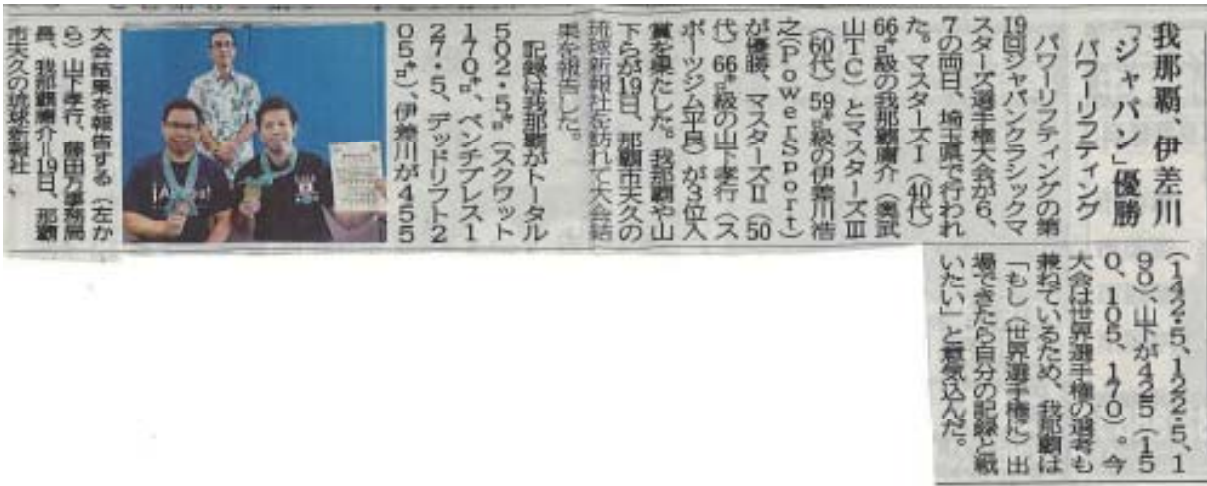 我那覇、伊差川
「ジャパン」優勝
パワーリフティング
パワーリフティングの第
19回ジャパンクラシックマ
スターズ選手権大会が6、
7の両日、埼玉県で行われ
た。マスターズⅠ(40代)
66㌔級の我那覇庸介(奥武
山TC)とマスターズⅢ
(60代)59㌔級の伊差川浩
之(PowerSport)
が優勝、マスターズⅡ(50
代)66㌔級の山下孝行(ス
ポーツジム平良)が3位入
賞を果たした。我那覇や山
下らが19日、那覇市天久の
琉球新報社を訪れて大会結
果を報告した。
記録は我那覇がトータル
502・5㌔(スクワット
170㌔、ベンチプレス1
27・5、デッドリフト2
05㌔)、伊差川が455
(142・5、122・5、1
90)、山下が425(15
0、105、170)。今
大会は世界選手権の選考も
兼ねているため、我那覇は
「もし(世界選手権に)出
場できたら自分の記録と戦
いたい」と意気込んだ。
大会結果を報告する(左か
ら)山下孝行、藤田万事務局
長、我那覇庸介=19日、那覇
市天久の琉球新報社